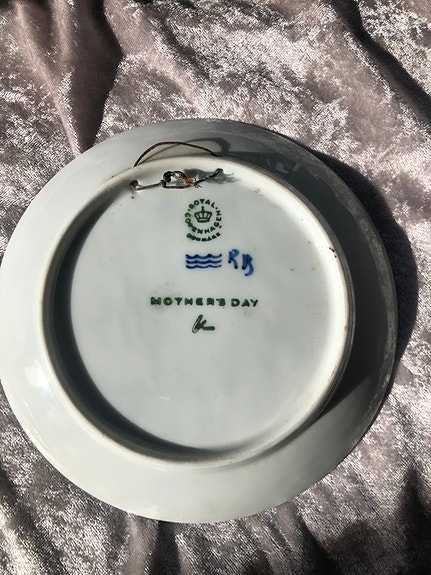 ROYAL COPENHAGEN
DENMARK
RB
MOTHER'S DAY